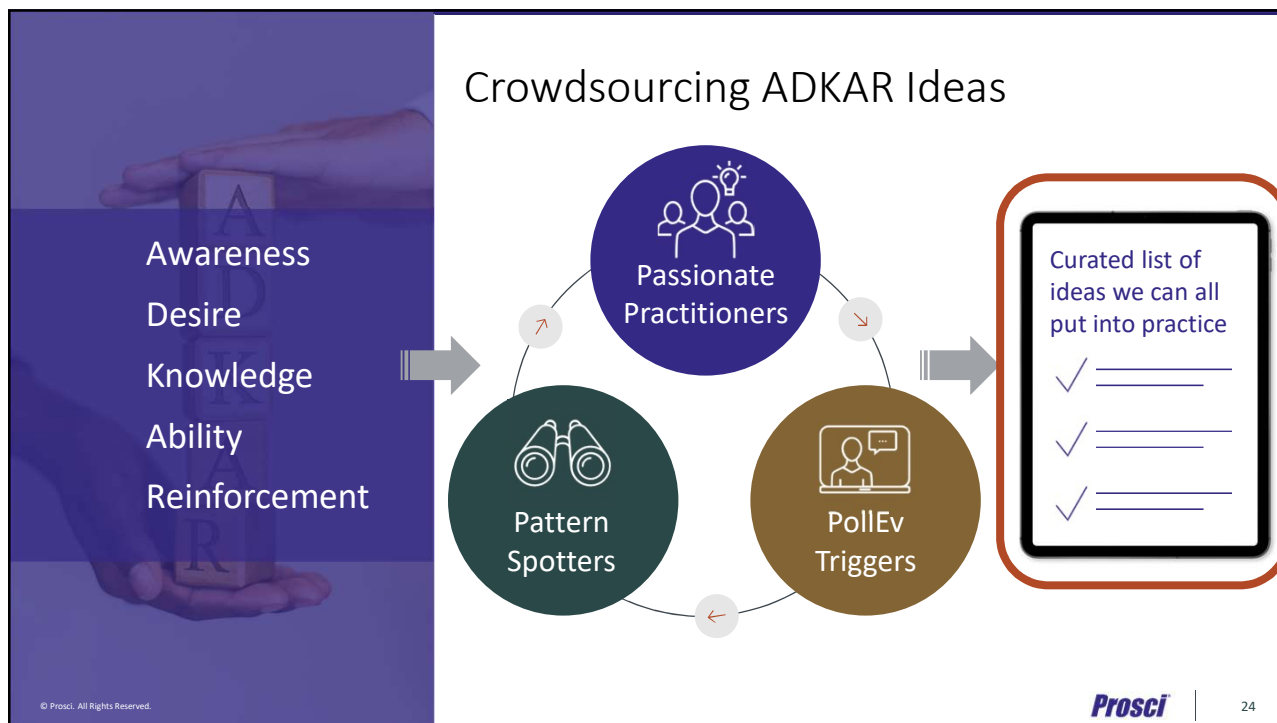 Crowdsourcing ADKAR Ideas
Awareness
Desire
Knowledge
Ability
Reinforcement
A
D
K
A
R
Passionate
Practitioners
Pattern
Spotters
PollEv
Triggers
Curated list of
ideas we can all
put into practice
© Prosci. All Rights Reserved.
Prosci
24